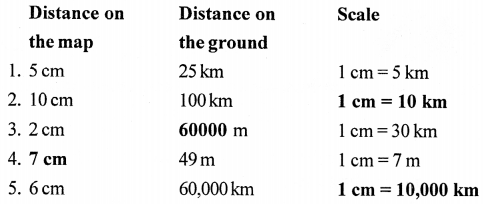 Distance on Distance on Scale
the map the ground
1. 5 cm 25 km 1 cm = 5 km
2. 10 cm 100 km 1 cm = 10 km
3. 2 cm 60000 m 1 cm = 30 km
4. 7 cm 49 m 1 cm = 7 m
5. 6 cm 60,000 km 1 cm = 10,000 km